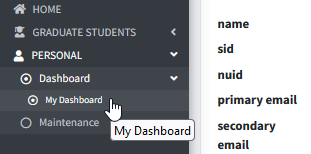 HOME
GRADUATE STUDENTS
PERSONAL
Dashboard
My Dashboard
Maintenance
My Dashboard
name
sid
nuid
primary email
secondary
email